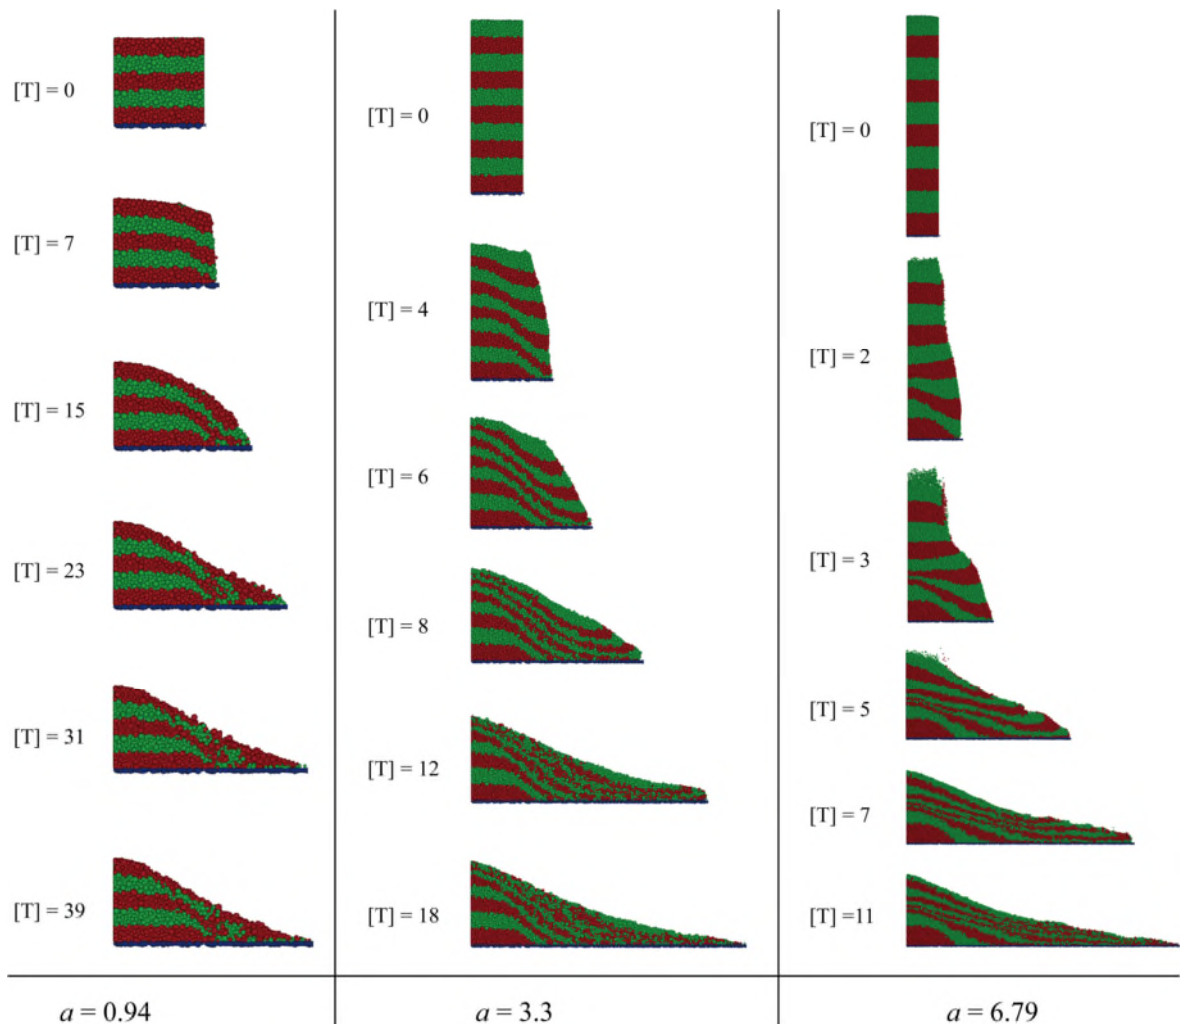 [T] = 0
[T] = 7
[T] = 15
[T] = 23
[T] = 31
[T] = 39
a = 0.94
[T] = 0
[T] = 4
[T] = 6
[T] = 8
[T] = 12
[T] = 18
a = 3.3
[T] = 0
[T] = 2
[T] = 3
[T] = 5
[T] = 7
[T] =11
a = 6.79